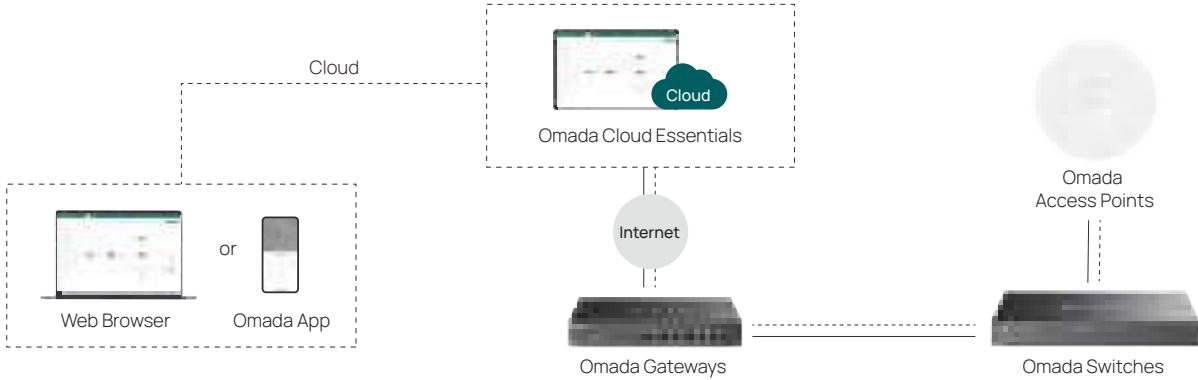 Cloud
Cloud
Omada Cloud Essentials
Omada
Access Points
Internet
or
Web Browser
Omada App
Omada Gateways
Omada Switches